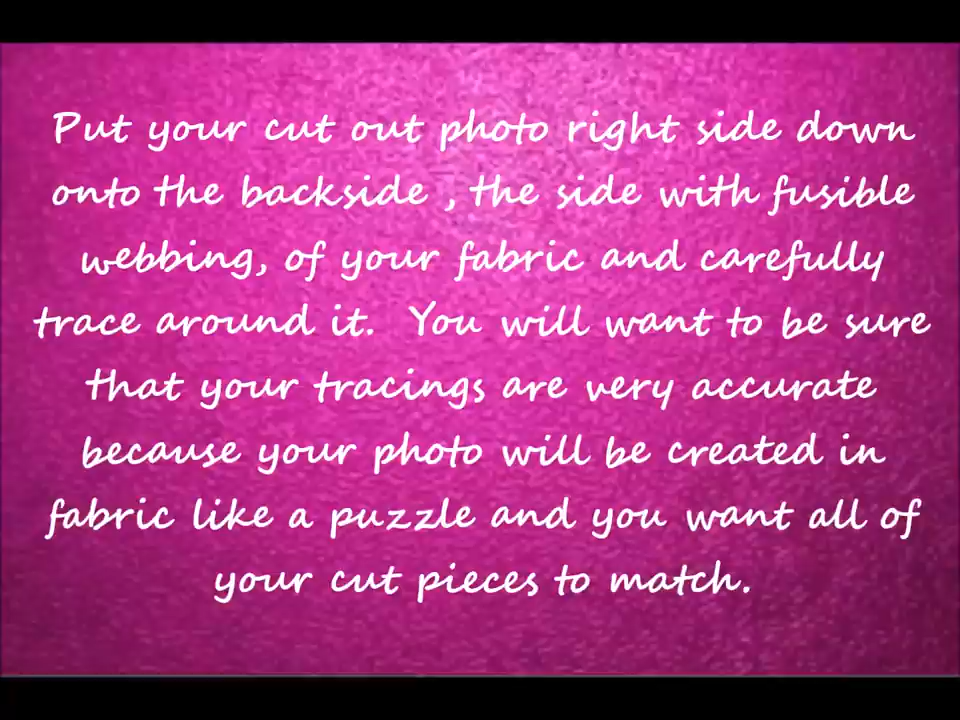 Put your cut out photo right side down
onto the backside , the side with fusible
webbing, of your fabric and carefully
trace around it.  You will want to be sure
that your tracings are very accurate
because your photo will be created in
fabric like a puzzle and you want all of
your cut pieces to match.